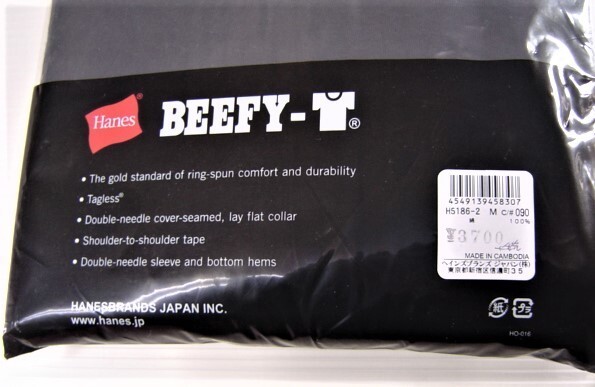 Hanes
BEEFY-T®
• The gold standard of ring-spun comfort and durability
• Tagless®
• Double-needle cover-seamed, lay flat collar
• Shoulder-to-shoulder tape
• Double-needle sleeve and bottom hems
HANESBRANDS JAPAN INC.
www.hanes.jp
4549139458307
H5186-2 M C/# 090
綿 100%
¥3700
MADE IN CAMBODIA
ヘインズブランズ ジャパン(株)
東京都新宿区信濃町35
紙 プラ
HO-016